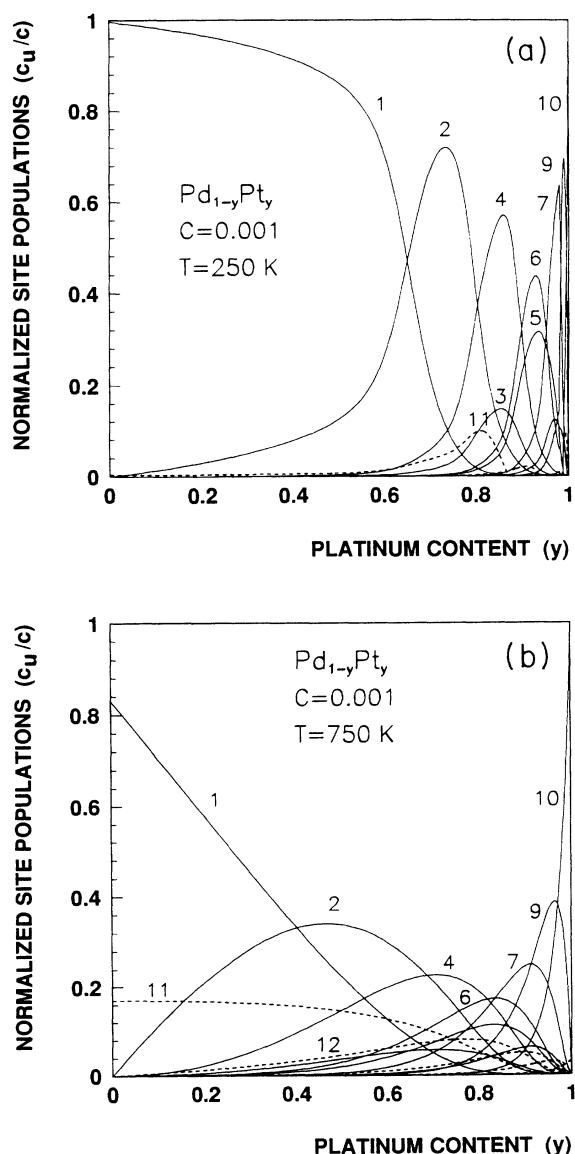 NORMALIZED SITE POPULATIONS (cu/c)
1
0.8
0.6
0.4
0.2
0
(a)
Pd1-yPty
C=0.001
T=250 K
1
2
4
3
11
6
5
7
9
10
0 0.2 0.4 0.6 0.8 1
PLATINUM CONTENT (y)
NORMALIZED SITE POPULATIONS (cu/c)
1
0.8
0.6
0.4
0.2
0
(b)
Pd1-yPty
C=0.001
T=750 K
1
2
11
4
6
12
7
9
10
0 0.2 0.4 0.6 0.8 1
PLATINUM CONTENT (y)